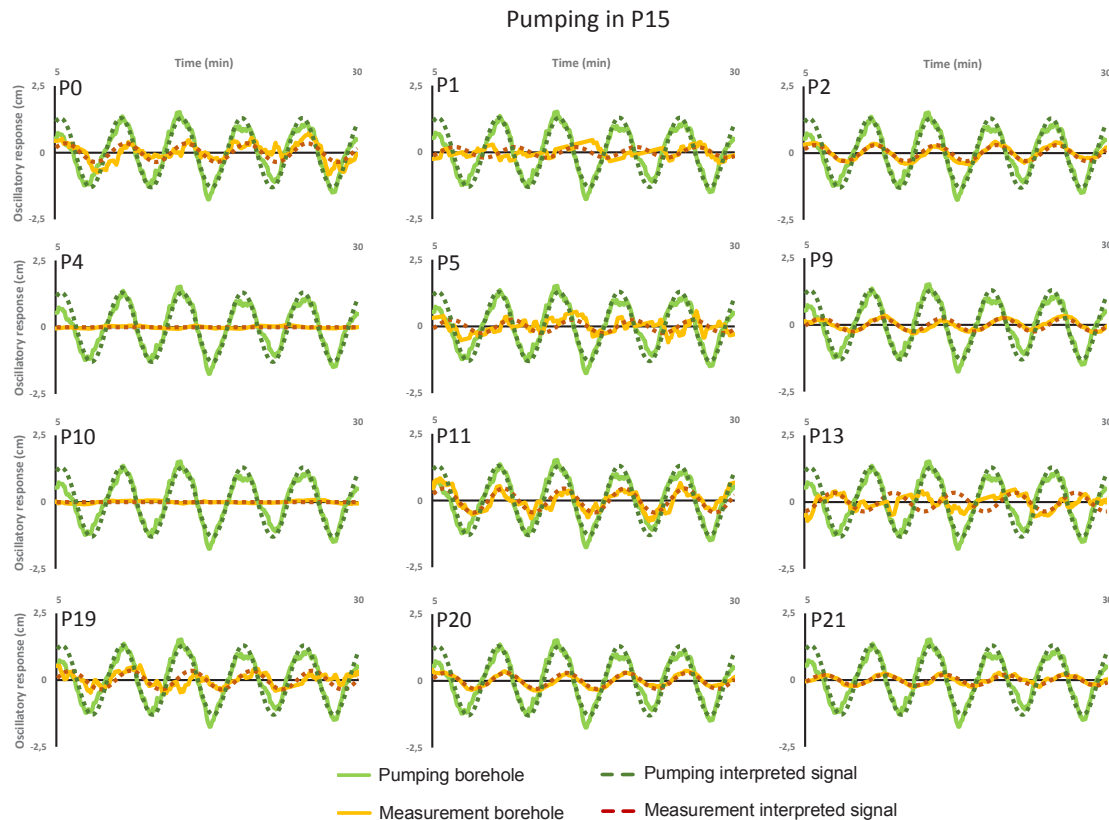 Pumping in P15
Time (min)
Time (min)
Time (min)
5
30
5
30
5
30
2,5
P0
2,5
P1
2,5
P2
Oscillatory response (cm)
0
0
0
-2,5
-2,5
-2,5
5
30
5
30
5
30
2,5
P4
2,5
P5
2,5
P9
Oscillatory response (cm)
0
0
0
-2,5
-2,5
-2,5
5
30
5
30
5
30
2,5
P10
2,5
P11
2,5
P13
Oscillatory response (cm)
0
0
0
-2,5
-2,5
-2,5
5
30
5
30
5
30
2,5
P19
2,5
P20
2,5
P21
Oscillatory response (cm)
0
0
0
-2,5
-2,5
-2,5
Pumping borehole
Pumping interpreted signal
Measurement borehole
Measurement interpreted signal